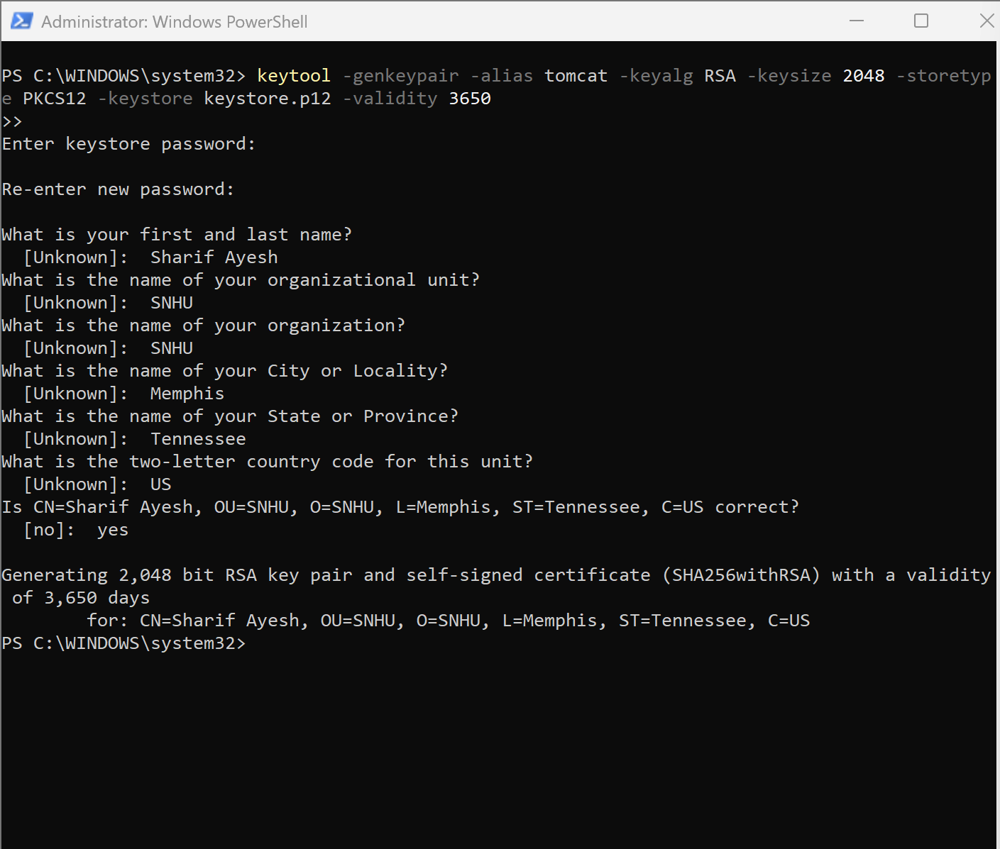 Administrator: Windows PowerShell
PS C:\WINDOWS\system32> keytool -genkeypair -alias tomcat -keyalg RSA -keysize 2048 -storetyp
e PKCS12 -keystore keystore.p12 -validity 3650
>>
Enter keystore password:
Re-enter new password:
What is your first and last name?
  [Unknown]:  Sharif Ayesh
What is the name of your organizational unit?
  [Unknown]:  SNHU
What is the name of your organization?
  [Unknown]:  SNHU
What is the name of your City or Locality?
  [Unknown]:  Memphis
What is the name of your State or Province?
  [Unknown]:  Tennessee
What is the two-letter country code for this unit?
  [Unknown]:  US
Is CN=Sharif Ayesh, OU=SNHU, O=SNHU, L=Memphis, ST=Tennessee, C=US correct?
  [no]:  yes
Generating 2,048 bit RSA key pair and self-signed certificate (SHA256withRSA) with a validity
 of 3,650 days
        for: CN=Sharif Ayesh, OU=SNHU, O=SNHU, L=Memphis, ST=Tennessee, C=US
PS C:\WINDOWS\system32>